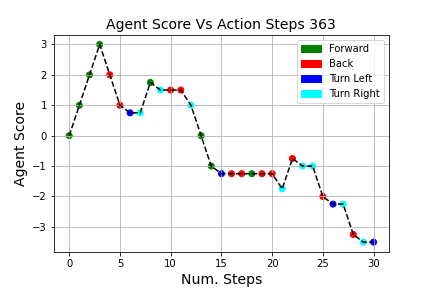 Agent Score Vs Action Steps 363
Forward
Back
Turn Left
Turn Right
Agent Score
3
2
1
0
−1
−2
−3
0 5 10 15 20 25 30
Num. Steps